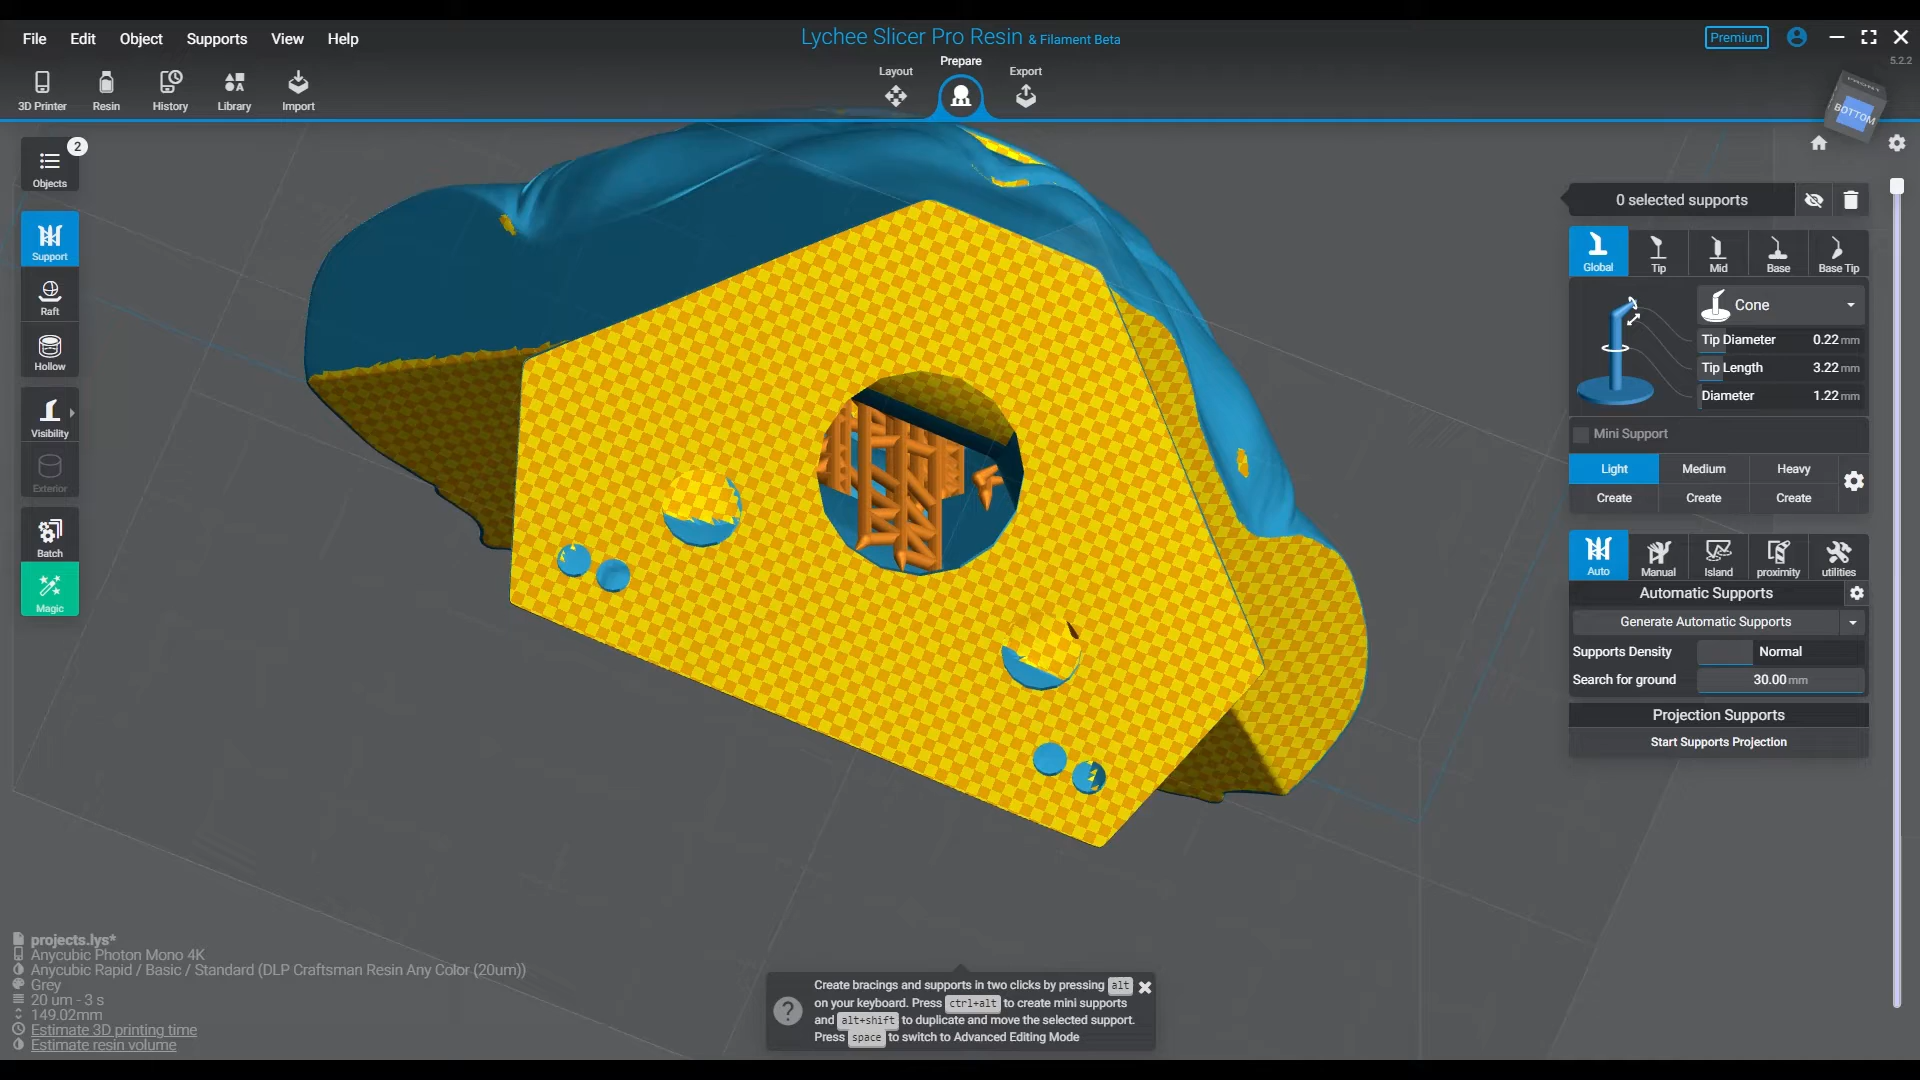 File Edit Object Supports View Help
Lychee Slicer Pro Resin & Filament Beta
Premium
5.2.2
3D Printer Resin History Library Import
Layout Prepare Export
BOTTOM
2
Objects
Support
Raft
Hollow
Visibility
Exterior
Batch
Magic
0 selected supports
Global Tip Mid Base Base Tip
Cone
Tip Diameter 0.22 mm
Tip Length 3.22 mm
Diameter 1.22 mm
Mini Support
Light Medium Heavy
Create Create Create
Auto Manual Island proximity utilities
Automatic Supports
Generate Automatic Supports
Supports Density Normal
Search for ground 30.00 mm
Projection Supports
Start Supports Projection
projects.lys*
Anycubic Photon Mono 4K
Anycubic Rapid / Basic / Standard (DLP Craftsman Resin Any Color (20um))
Grey
20 um - 3 s
149.02mm
Estimate 3D printing time
Estimate resin volume
? Create bracings and supports in two clicks by pressing alt
on your keyboard. Press ctrl+alt to create mini supports
and alt+shift to duplicate and move the selected support.
Press space to switch to Advanced Editing Mode